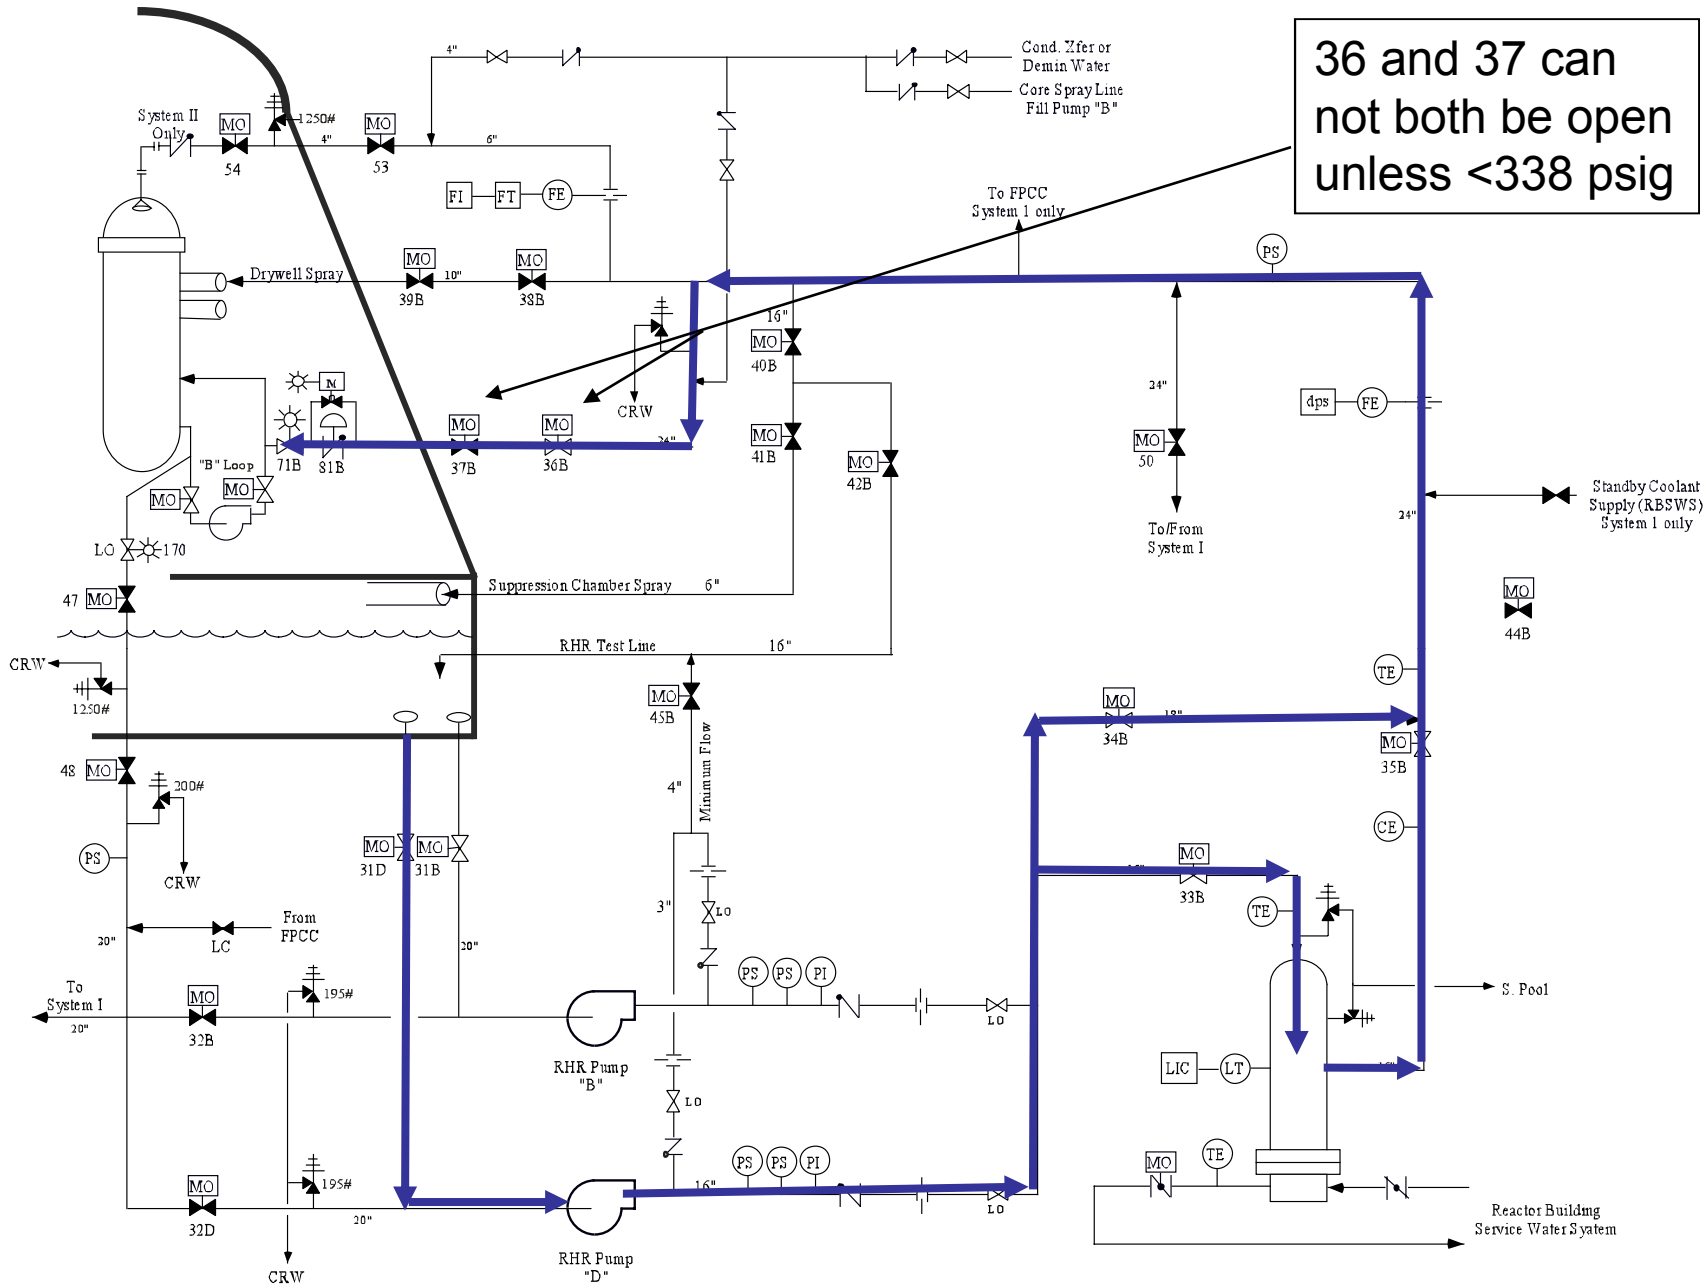 36 and 37 can
not both be open
unless <338 psig
Cond. Xfer or
Demin Water
Core Spray Line
Fill Pump "B"
4"
System II
Only
MO
54
1250#
4"
MO
53
6"
FI
FT
FE
To FPCC
System 1 only
PS
Drywell Spray
MO
39B
10"
MO
38B
16"
MO
40B
CRW
M
71B
81B
MO
37B
MO
36B
24"
MO
41B
MO
42B
24"
MO
50
To/From
System I
dps
FE
"B" Loop
MO
MO
LO
170
Standby Coolant
Supply (RBSWS)
System 1 only
24"
47
MO
Suppression Chamber Spray
6"
MO
44B
RHR Test Line
16"
CRW
1250#
MO
45B
TE
MO
34B
18"
MO
35B
48
MO
200#
Minimum Flow
4"
PS
CRW
MO
31D
MO
31B
CE
MO
33B
16"
TE
3"
LO
From
FPCC
LC
20"
20"
To
System I
20"
MO
32B
195#
PS
PS
PI
LO
S. Pool
RHR Pump
"B"
LIC
LT
16"
LO
MO
32D
195#
20"
PS
PS
PI
16"
LO
MO
TE
RHR Pump
"D"
CRW
Reactor Building
Service Water Syatem